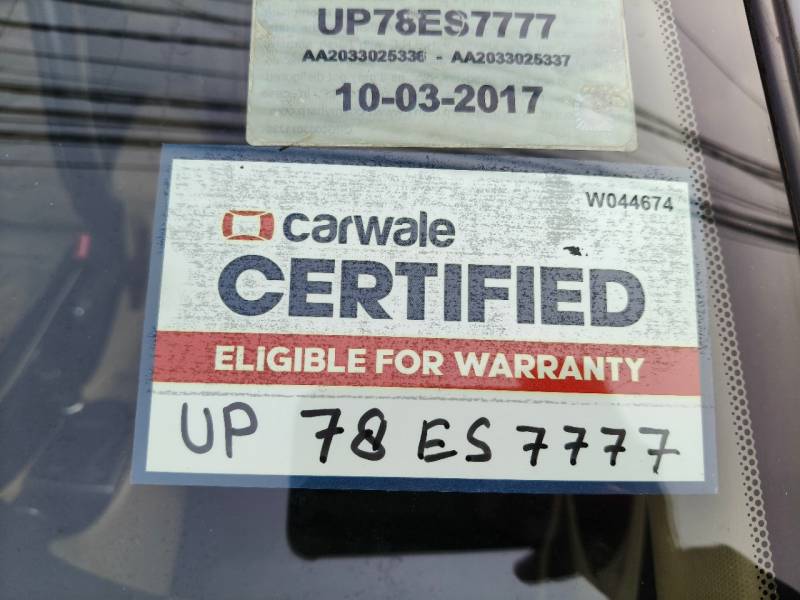 UP78ES7777
AA2033025336 - AA2033025337
10-03-2017
W044674
carwale
CERTIFIED
ELIGIBLE FOR WARRANTY
UP 78 ES 7777